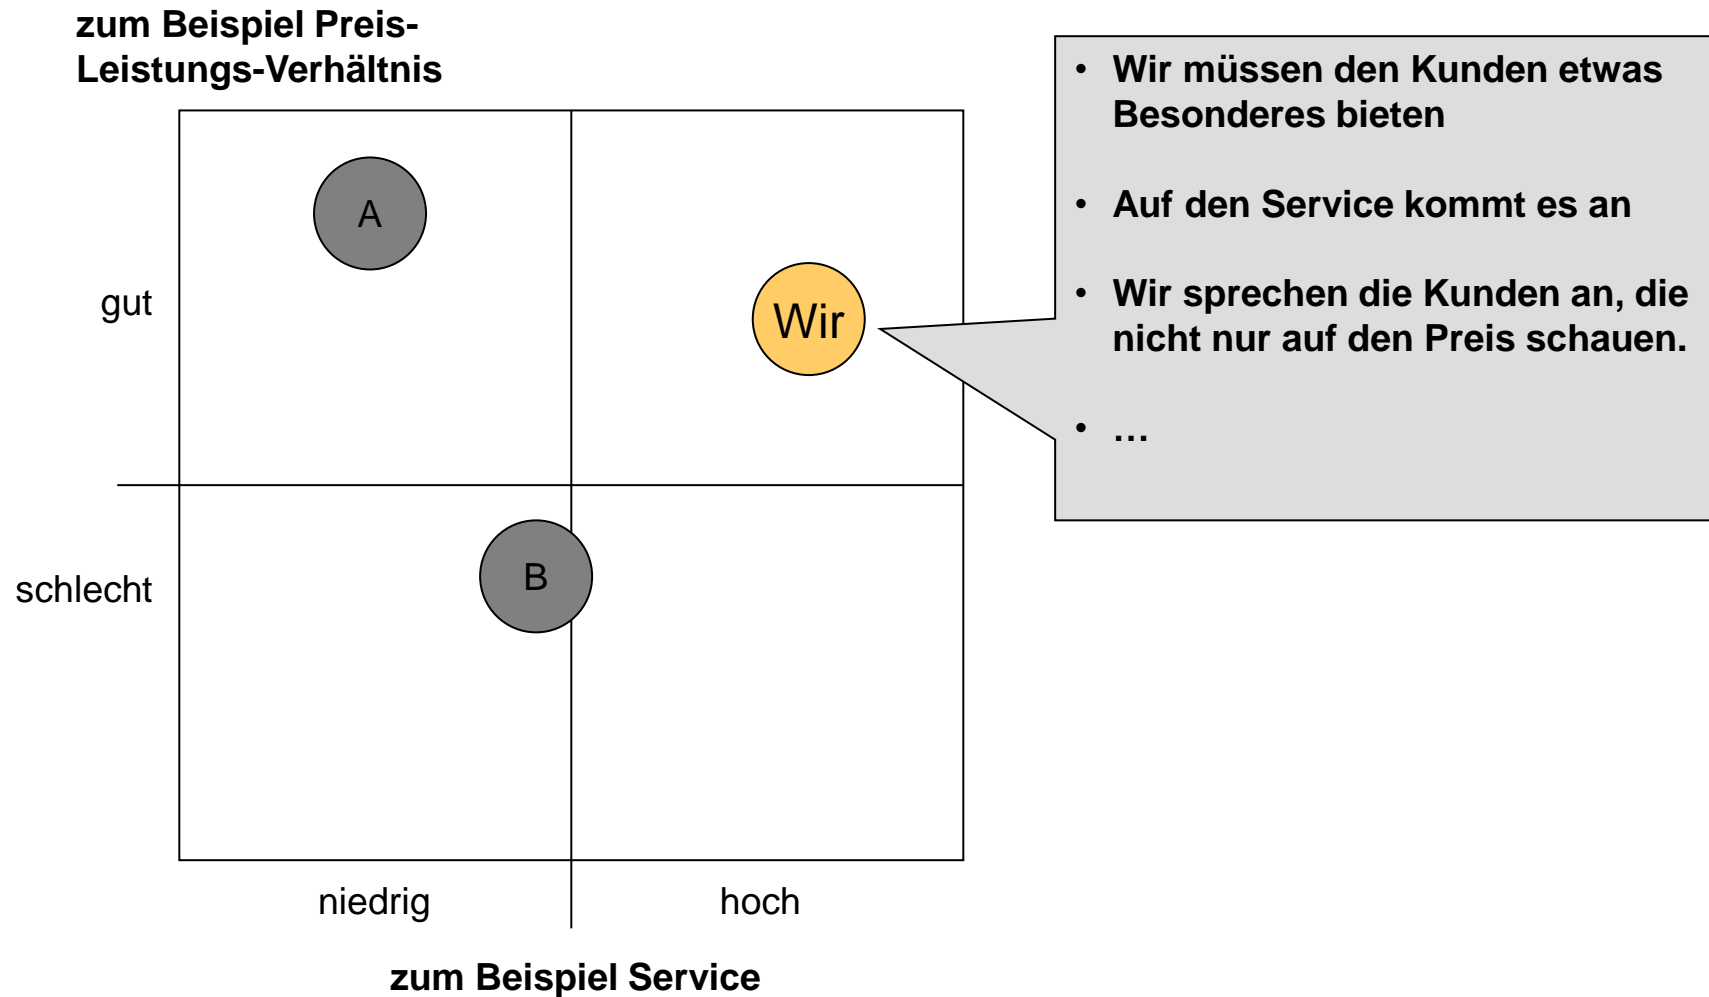 zum Beispiel Preis-
Leistungs-Verhältnis
• Wir müssen den Kunden etwas
Besonderes bieten
• Auf den Service kommt es an
• Wir sprechen die Kunden an, die
nicht nur auf den Preis schauen.
• …
A
gut
Wir
B
schlecht
niedrig
hoch
zum Beispiel Service